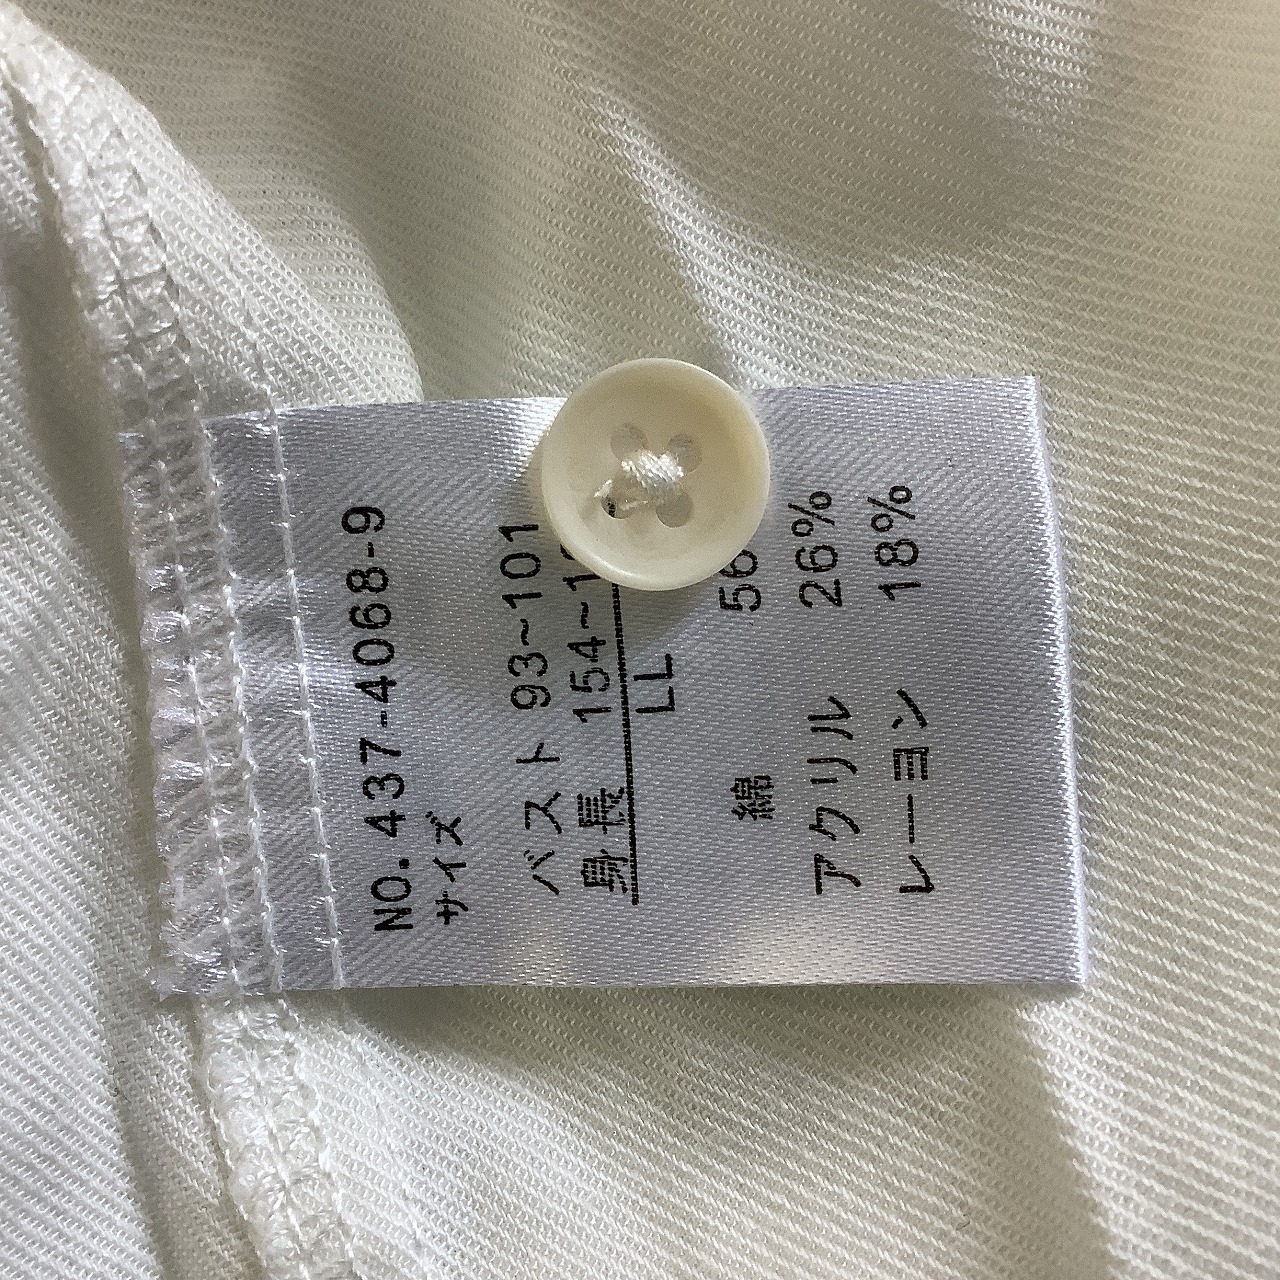 NO.437-4068-9
サイズ
バスト 93~101
身長 154~1
LL
綿 56
アクリル 26%
レーヨン 18%